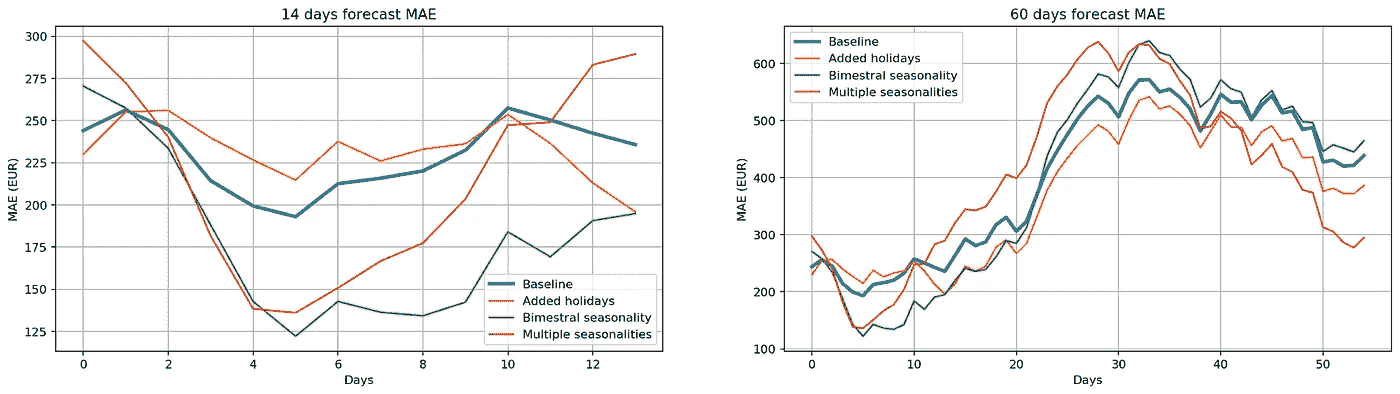 14 days forecast MAE
300
275
250
225
200
175
150
125
MAE (EUR)
0 2 4 6 8 10 12
Days
Baseline
Added holidays
Bimestral seasonality
Multiple seasonalities
60 days forecast MAE
Baseline
Added holidays
Bimestral seasonality
Multiple seasonalities
600
500
400
300
200
100
MAE (EUR)
0 10 20 30 40 50
Days